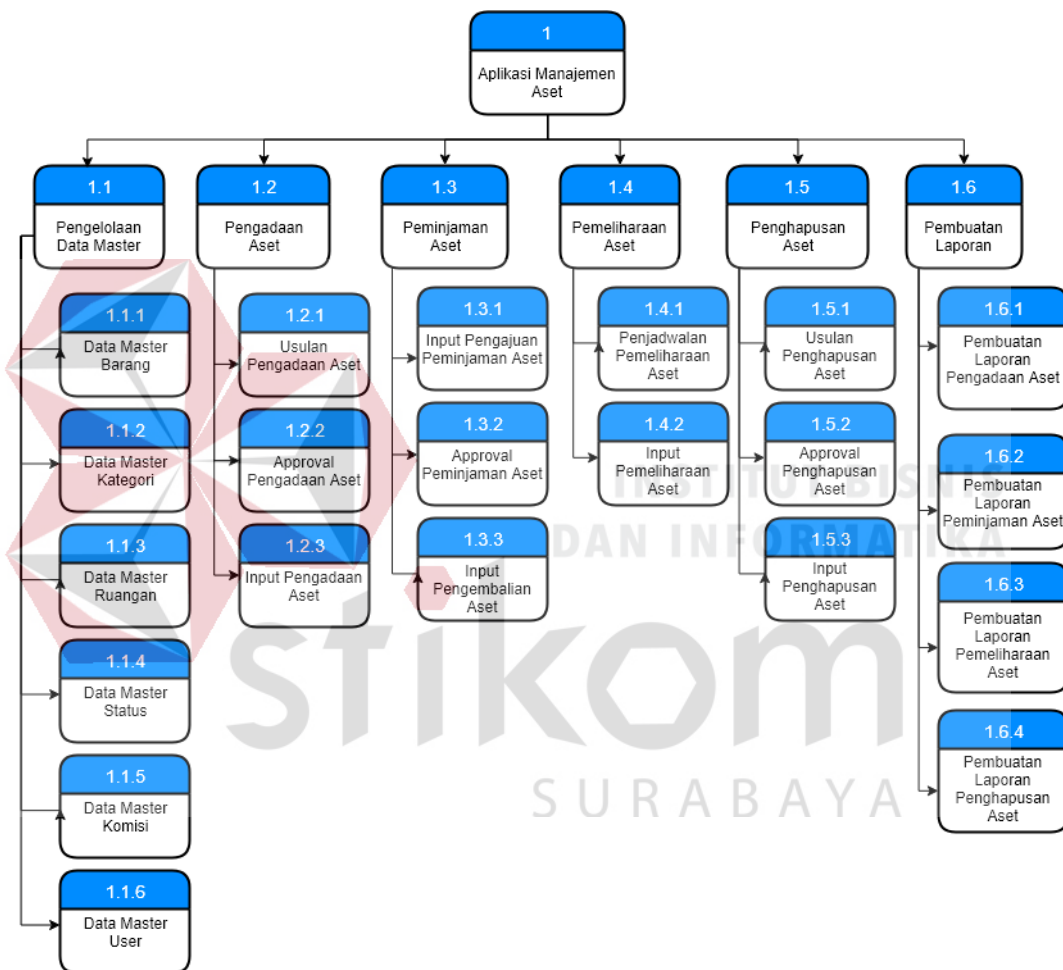 1
Aplikasi Manajemen
Aset
1.1
Pengelolaan
Data Master
1.2
Pengadaan
Aset
1.3
Peminjaman
Aset
1.4
Pemeliharaan
Aset
1.5
Penghapusan
Aset
1.6
Pembuatan
Laporan
1.1.1
Data Master
Barang
1.1.2
Data Master
Kategori
1.1.3
Data Master
Ruangan
1.1.4
Data Master
Status
1.1.5
Data Master
Komisi
1.1.6
Data Master
User
1.2.1
Usulan
Pengadaan Aset
1.2.2
Approval
Pengadaan Aset
1.2.3
Input Pengadaan
Aset
1.3.1
Input Pengajuan
Peminjaman Aset
1.3.2
Approval
Peminjaman Aset
1.3.3
Input
Pengembalian
Aset
1.4.1
Penjadwalan
Pemeliharaan
Aset
1.4.2
Input
Pemeliharaan
Aset
1.5.1
Usulan
Penghapusan
Aset
1.5.2
Approval
Penghapusan
Aset
1.5.3
Input
Penghapusan
Aset
1.6.1
Pembuatan
Laporan
Pengadaan Aset
1.6.2
Pembuatan
Laporan
Peminjaman Aset
1.6.3
Pembuatan
Laporan
Pemeliharaan
Aset
1.6.4
Pembuatan
Laporan
Penghapusan
Aset
INSTITUT BISNIS
DAN INFORMATIKA
stikom
SURABAYA